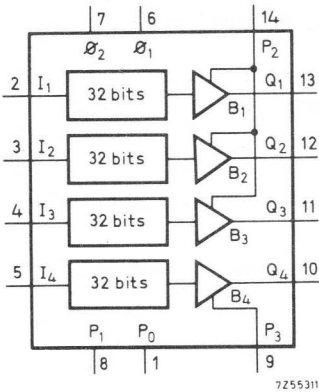 7 6 14
Ø₂ Ø₁ P₂
2 I₁ 32 bits B₁ Q₁ 13
3 I₂ 32 bits B₂ Q₂ 12
4 I₃ 32 bits B₃ Q₃ 11
5 I₄ 32 bits B₄ Q₄ 10
P₁ P₀ P₃
8 1 9
7Z55311